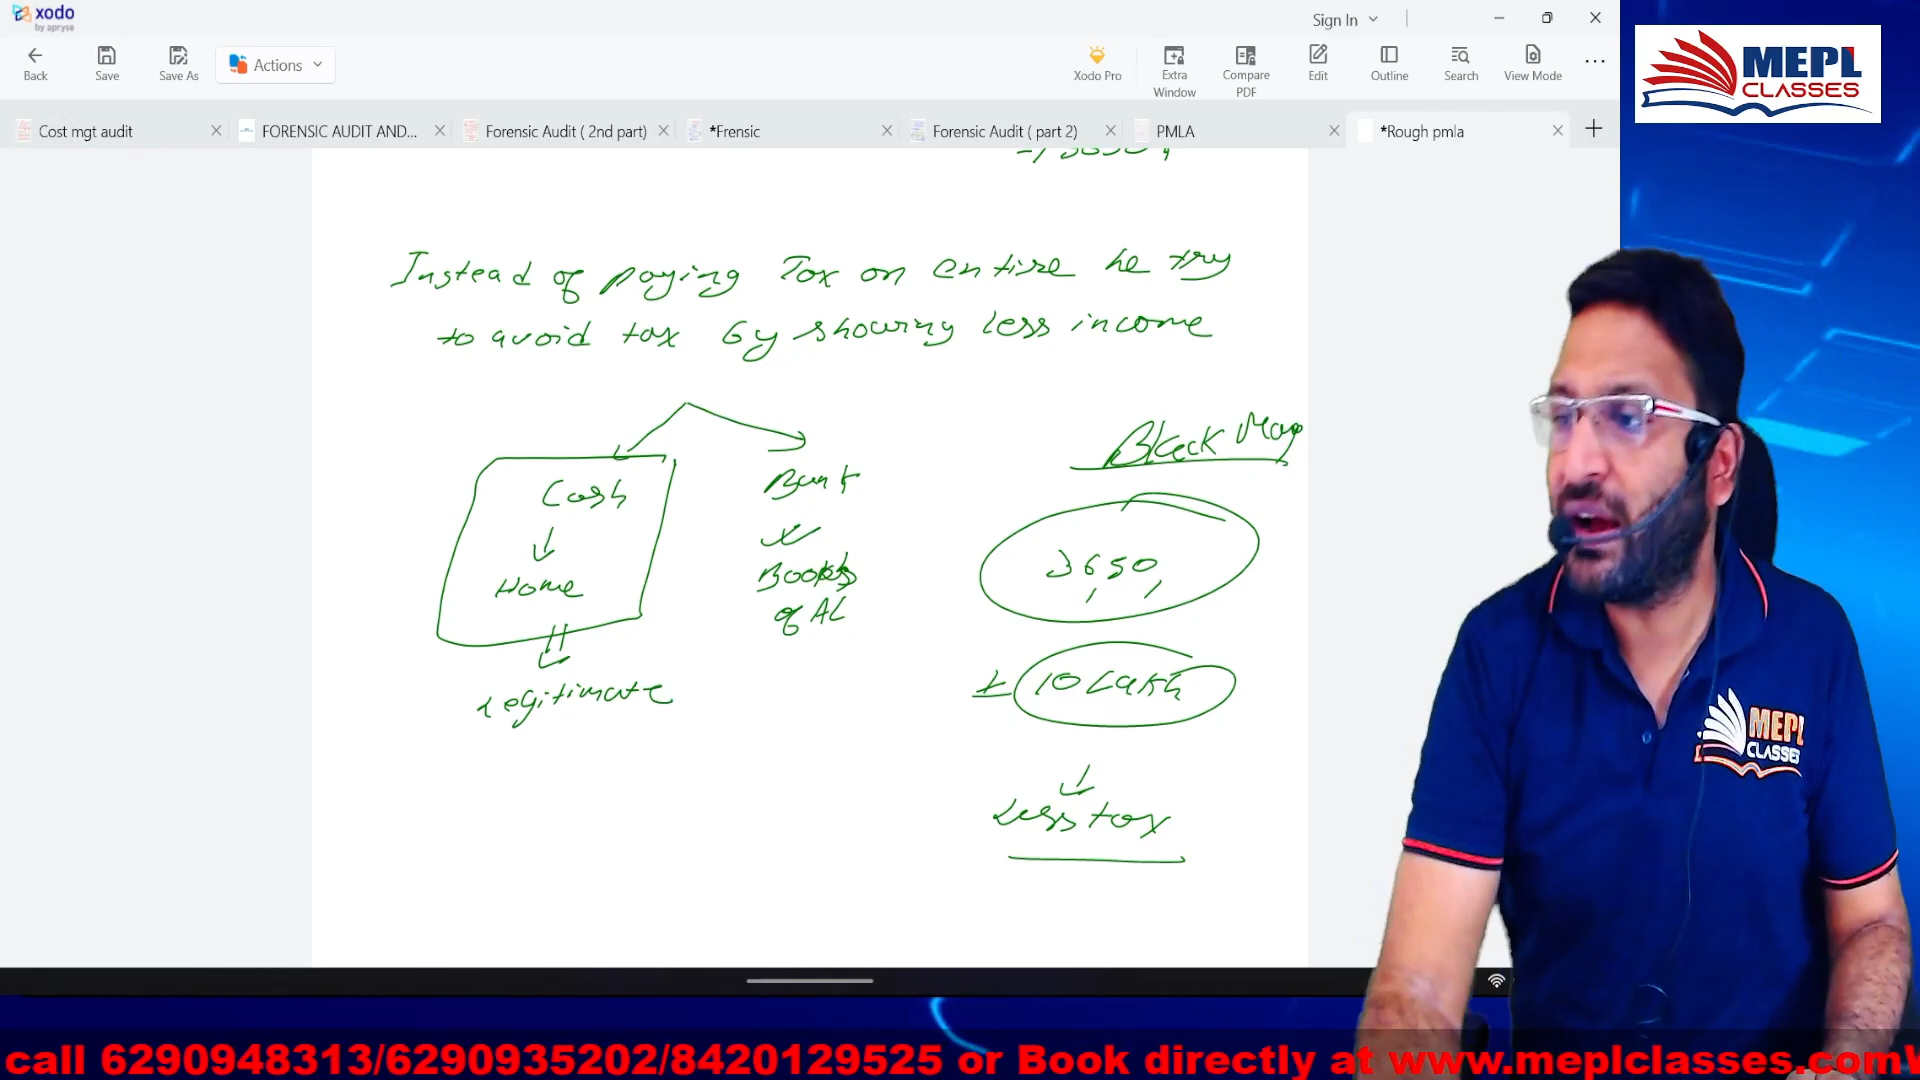 xodo
by apryse
Sign In
Back
Save
Save As
Actions
Xodo Pro
Extra Window
Compare PDF
Edit
Outline
Search
View Mode
MEPL
CLASSES
Cost mgt audit
FORENSIC AUDIT AND...
Forensic Audit ( 2nd part)
*Frensic
Forensic Audit ( part 2)
PMLA
*Rough pmla
Instead of paying Tax on entire he try
to avoid tax by showing less income
Cash
Home
Legitimate
Bank
Books
of AC
Black
3650
10 Lakh
Less tax
MEPL
CLASSES
call 6290948313/6290935202/8420129525 or Book directly at www.meplclasses.com